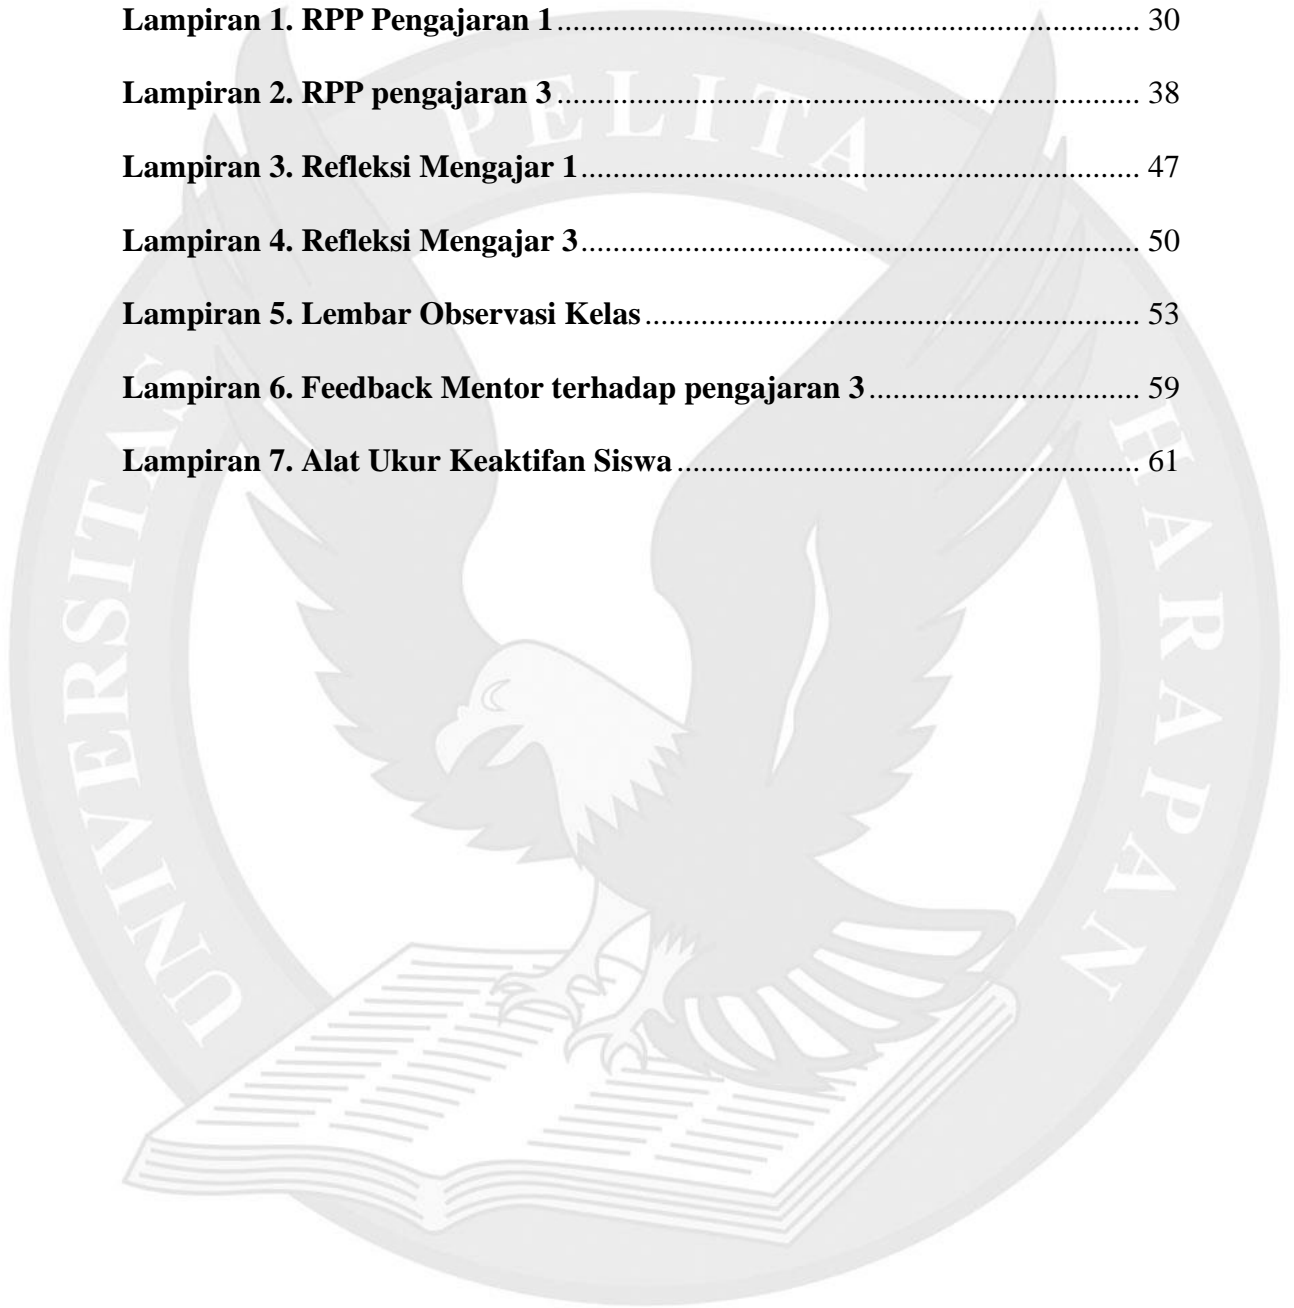 Lampiran 1. RPP Pengajaran 1........................................................................ 30
Lampiran 2. RPP pengajaran 3........................................................................ 38
Lampiran 3. Refleksi Mengajar 1........................................................................ 47
Lampiran 4. Refleksi Mengajar 3........................................................................ 50
Lampiran 5. Lembar Observasi Kelas................................................................ 53
Lampiran 6. Feedback Mentor terhadap pengajaran 3................................... 59
Lampiran 7. Alat Ukur Keaktifan Siswa............................................................ 61
UNIVERSITAS PELITA HARAPAN